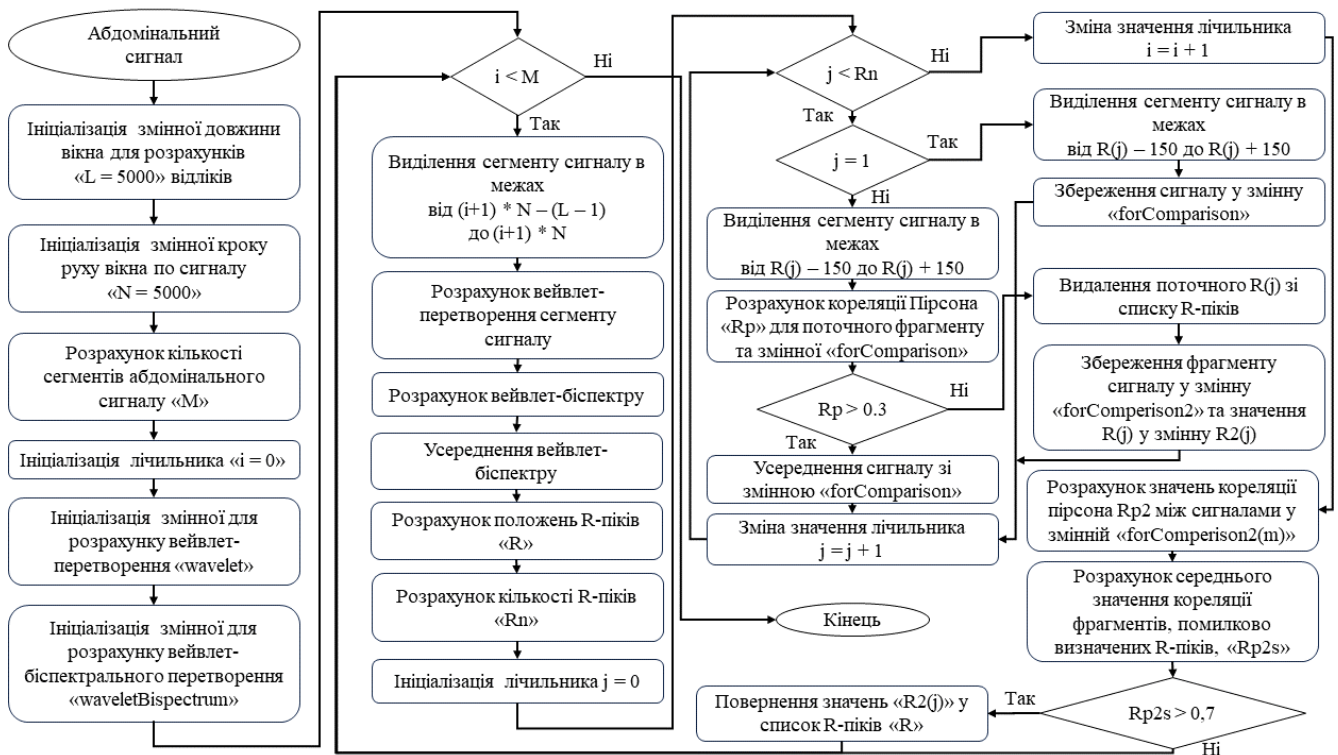 Абдомінальний
сигнал
Ініціалізація змінної довжини
вікна для розрахунків
«L = 5000» відліків
Ініціалізація змінної кроку
руху вікна по сигналу
«N = 5000»
Розрахунок кількості
сегментів абдомінального
сигналу «M»
Ініціалізація лічильника «i = 0»
Ініціалізація змінної для
розрахунку вейвлет-
перетворення «wavelet»
Ініціалізація змінної для
розрахунку вейвлет-
біспектрального перетворення
«waveletBispectrum»
i < M
Ні
Так
Виділення сегменту сигналу в
межах
від (i+1) * N – (L – 1)
до (i+1) * N
Розрахунок вейвлет-
перетворення сегменту
сигналу
Розрахунок вейвлет-біспектру
Усереднення вейвлет-
біспектру
Розрахунок положень R-піків
«R»
Розрахунок кількості R-піків
«Rn»
Ініціалізація лічильника j = 0
j < Rn
Ні
Так
j = 1
Так
Ні
Виділення сегменту сигналу в
межах
від R(j) – 150 до R(j) + 150
Розрахунок кореляції Пірсона
«Rp» для поточного фрагменту
та змінної «forComparison»
Rp > 0.3
Ні
Так
Усереднення сигналу зі
змінною «forComparison»
Зміна значення лічильника
j = j + 1
Кінець
Зміна значення лічильника
i = i + 1
Виділення сегменту сигналу в
межах
від R(j) – 150 до R(j) + 150
Збереження сигналу у змінну
«forComparison»
Видалення поточного R(j) зі
списку R-піків
Збереження фрагменту
сигналу у змінну
«forComperison2» та значення
R(j) у змінну R2(j)
Розрахунок значень кореляції
пірсона Rp2 між сигналами у
змінній «forComperison2(m)»
Розрахунок середнього
значення кореляції
фрагментів, помилково
визначених R-піків, «Rp2s»
Rp2s > 0,7
Так
Ні
Повернення значень «R2(j)» у
список R-піків «R»